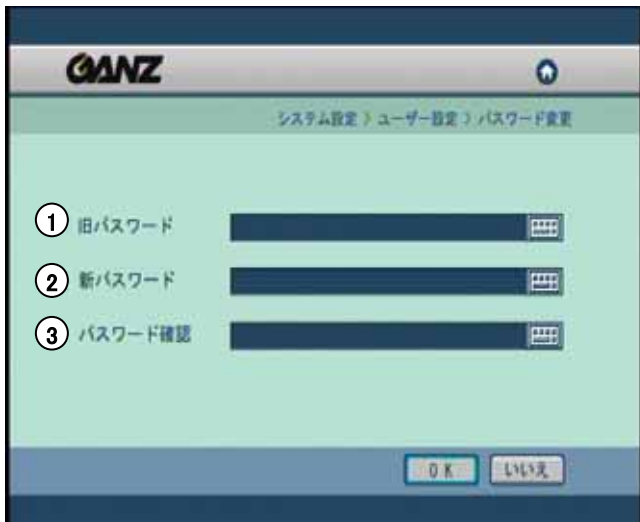 GANZ
システム設定 〉 ユーザー設定 〉 パスワード変更
① 旧パスワード
② 新パスワード
③ パスワード確認
OK いいえ